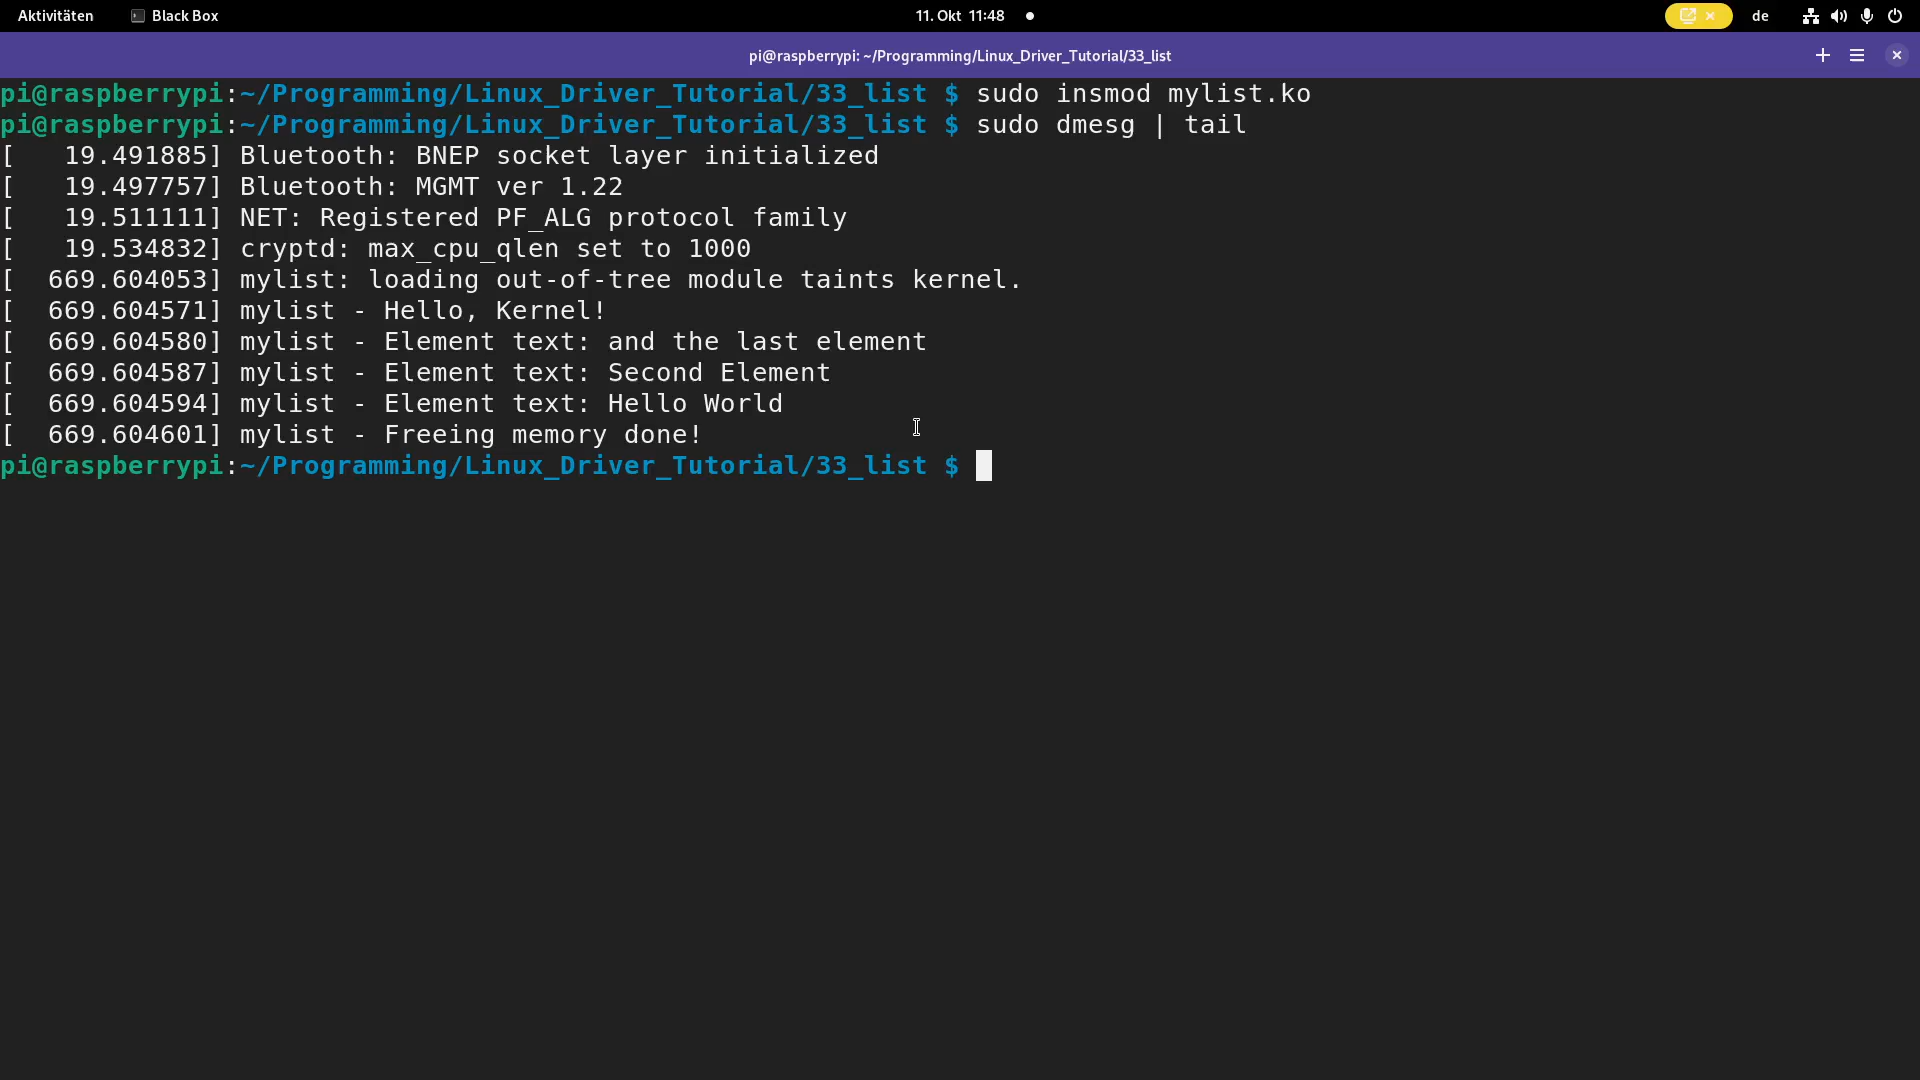 Aktivitäten Black Box 11. Okt 11:48 de
pi@raspberrypi: ~/Programming/Linux_Driver_Tutorial/33_list
pi@raspberrypi:~/Programming/Linux_Driver_Tutorial/33_list $ sudo insmod mylist.ko
pi@raspberrypi:~/Programming/Linux_Driver_Tutorial/33_list $ sudo dmesg | tail
[   19.491885] Bluetooth: BNEP socket layer initialized
[   19.497757] Bluetooth: MGMT ver 1.22
[   19.511111] NET: Registered PF_ALG protocol family
[   19.534832] cryptd: max_cpu_qlen set to 1000
[  669.604053] mylist: loading out-of-tree module taints kernel.
[  669.604571] mylist - Hello, Kernel!
[  669.604580] mylist - Element text: and the last element
[  669.604587] mylist - Element text: Second Element
[  669.604594] mylist - Element text: Hello World
[  669.604601] mylist - Freeing memory done!
pi@raspberrypi:~/Programming/Linux_Driver_Tutorial/33_list $